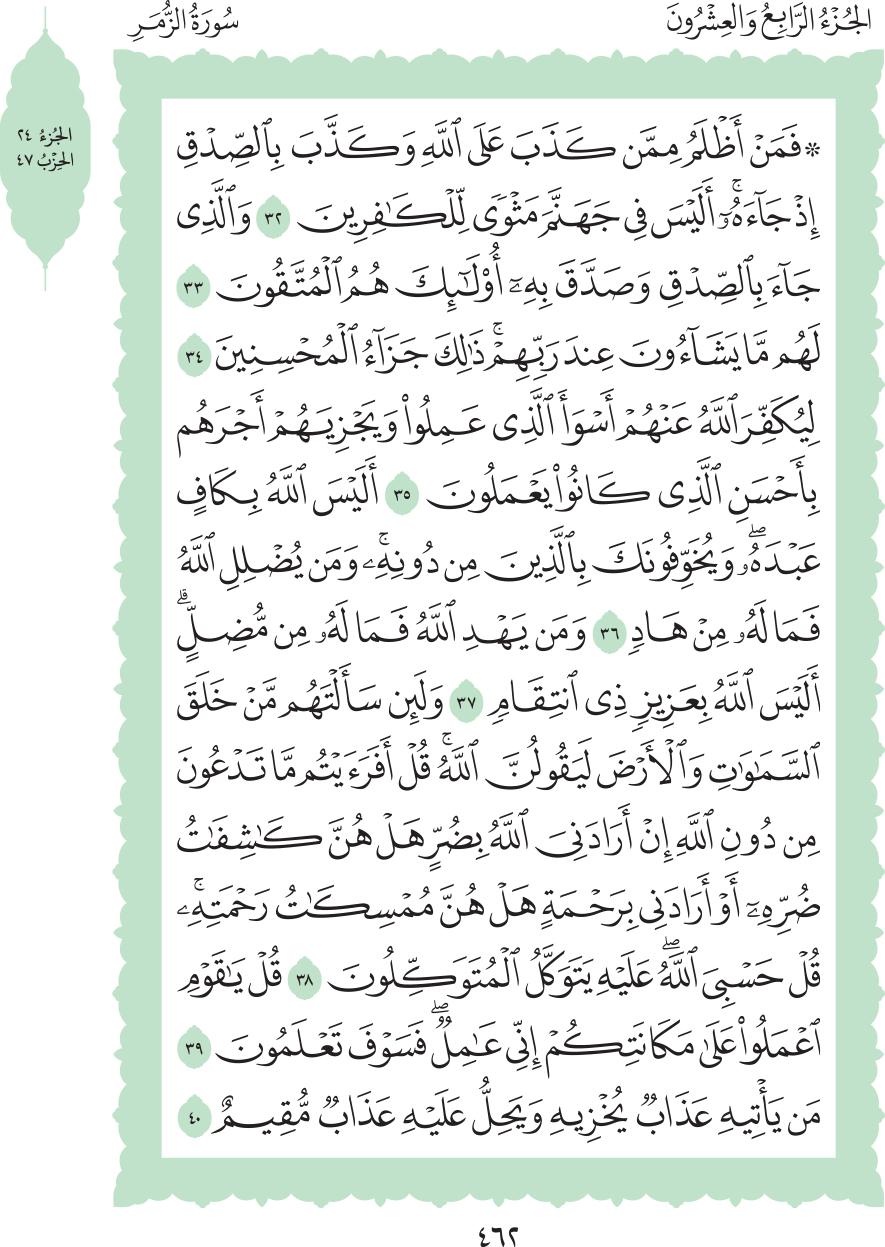 الجُزْءُ الرَّابِعُ وَالعِشْرُونَ
سُورَةُ الزُّمَرِ
الجُزءُ ٢٤
الحِزْبُ ٤٧
۞ فَمَنۡ أَظۡلَمُ مِمَّن كَذَبَ عَلَى ٱللَّهِ وَكَذَّبَ بِٱلصِّدۡقِ
إِذۡ جَآءَهُۥٓۚ أَلَيۡسَ فِي جَهَنَّمَ مَثۡوٗى لِّلۡكَٰفِرِينَ ٣٢ وَٱلَّذِي
جَآءَ بِٱلصِّدۡقِ وَصَدَّقَ بِهِۦٓ أُوْلَٰٓئِكَ هُمُ ٱلۡمُتَّقُونَ ٣٣
لَهُم مَّا يَشَآءُونَ عِندَ رَبِّهِمۡۚ ذَٰلِكَ جَزَآءُ ٱلۡمُحۡسِنِينَ ٣٤
لِيُكَفِّرَ ٱللَّهُ عَنۡهُمۡ أَسۡوَأَ ٱلَّذِي عَمِلُواْ وَيَجۡزِيَهُمۡ أَجۡرَهُم
بِأَحۡسَنِ ٱلَّذِي كَانُواْ يَعۡمَلُونَ ٣٥ أَلَيۡسَ ٱللَّهُ بِكَافٍ
عَبۡدَهُۥۖ وَيُخَوِّفُونَكَ بِٱلَّذِينَ مِن دُونِهِۦۚ وَمَن يُضۡلِلِ ٱللَّهُ
فَمَا لَهُۥ مِنۡ هَادٖ ٣٦ وَمَن يَهۡدِ ٱللَّهُ فَمَا لَهُۥ مِن مُّضِلٍّۗ
أَلَيۡسَ ٱللَّهُ بِعَزِيزٖ ذِي ٱنتِقَامٖ ٣٧ وَلَئِن سَأَلۡتَهُم مَّنۡ خَلَقَ
ٱلسَّمَٰوَٰتِ وَٱلۡأَرۡضَ لَيَقُولُنَّ ٱللَّهُۚ قُلۡ أَفَرَءَيۡتُم مَّا تَدۡعُونَ
مِن دُونِ ٱللَّهِ إِنۡ أَرَادَنِيَ ٱللَّهُ بِضُرٍّ هَلۡ هُنَّ كَٰشِفَٰتُ
ضُرِّهِۦٓ أَوۡ أَرَادَنِي بِرَحۡمَةٍ هَلۡ هُنَّ مُمۡسِكَٰتُ رَحۡمَتِهِۦۚ
قُلۡ حَسۡبِيَ ٱللَّهُۖ عَلَيۡهِ يَتَوَكَّلُ ٱلۡمُتَوَكِّلُونَ ٣٨ قُلۡ يَٰقَوۡمِ
ٱعۡمَلُواْ عَلَىٰ مَكَانَتِكُمۡ إِنِّي عَٰمِلٞۖ فَسَوۡفَ تَعۡلَمُونَ ٣٩
مَن يَأۡتِيهِ عَذَابٞ يُخۡزِيهِ وَيَحِلُّ عَلَيۡهِ عَذَابٞ مُّقِيمٌ ٤٠
٤٦٢